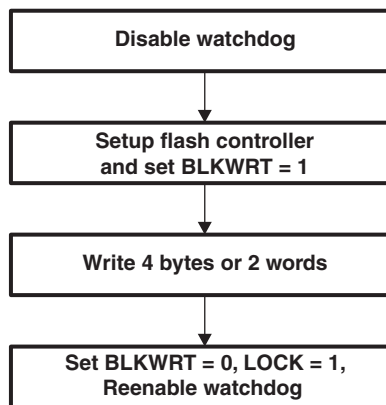 Disable watchdog
Setup flash controller
and set BLKWRT = 1
Write 4 bytes or 2 words
Set BLKWRT = 0, LOCK = 1,
Reenable watchdog